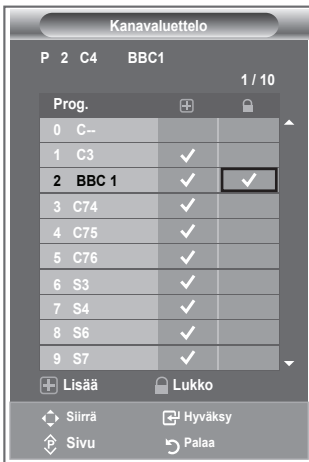 Kanavaluettelo
P 2 C4 BBC1
1 / 10
Prog.
0 C--
1 C3
2 BBC 1
3 C74
4 C75
5 C76
6 S3
7 S4
8 S6
9 S7
Lisää Lukko
Siirrä Hyväksy
P Sivu Palaa